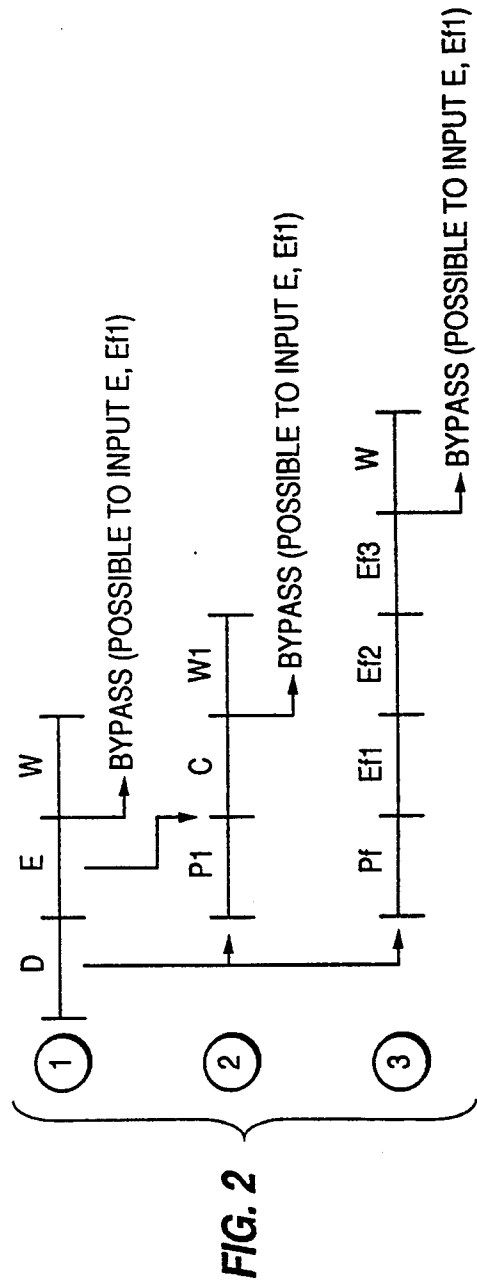 FIG. 2
1
D E W
BYPASS (POSSIBLE TO INPUT E, Ef1)
2
P1 C W1
BYPASS (POSSIBLE TO INPUT E, Ef1)
3
Pf Ef1 Ef2 Ef3 W
BYPASS (POSSIBLE TO INPUT E, Ef1)